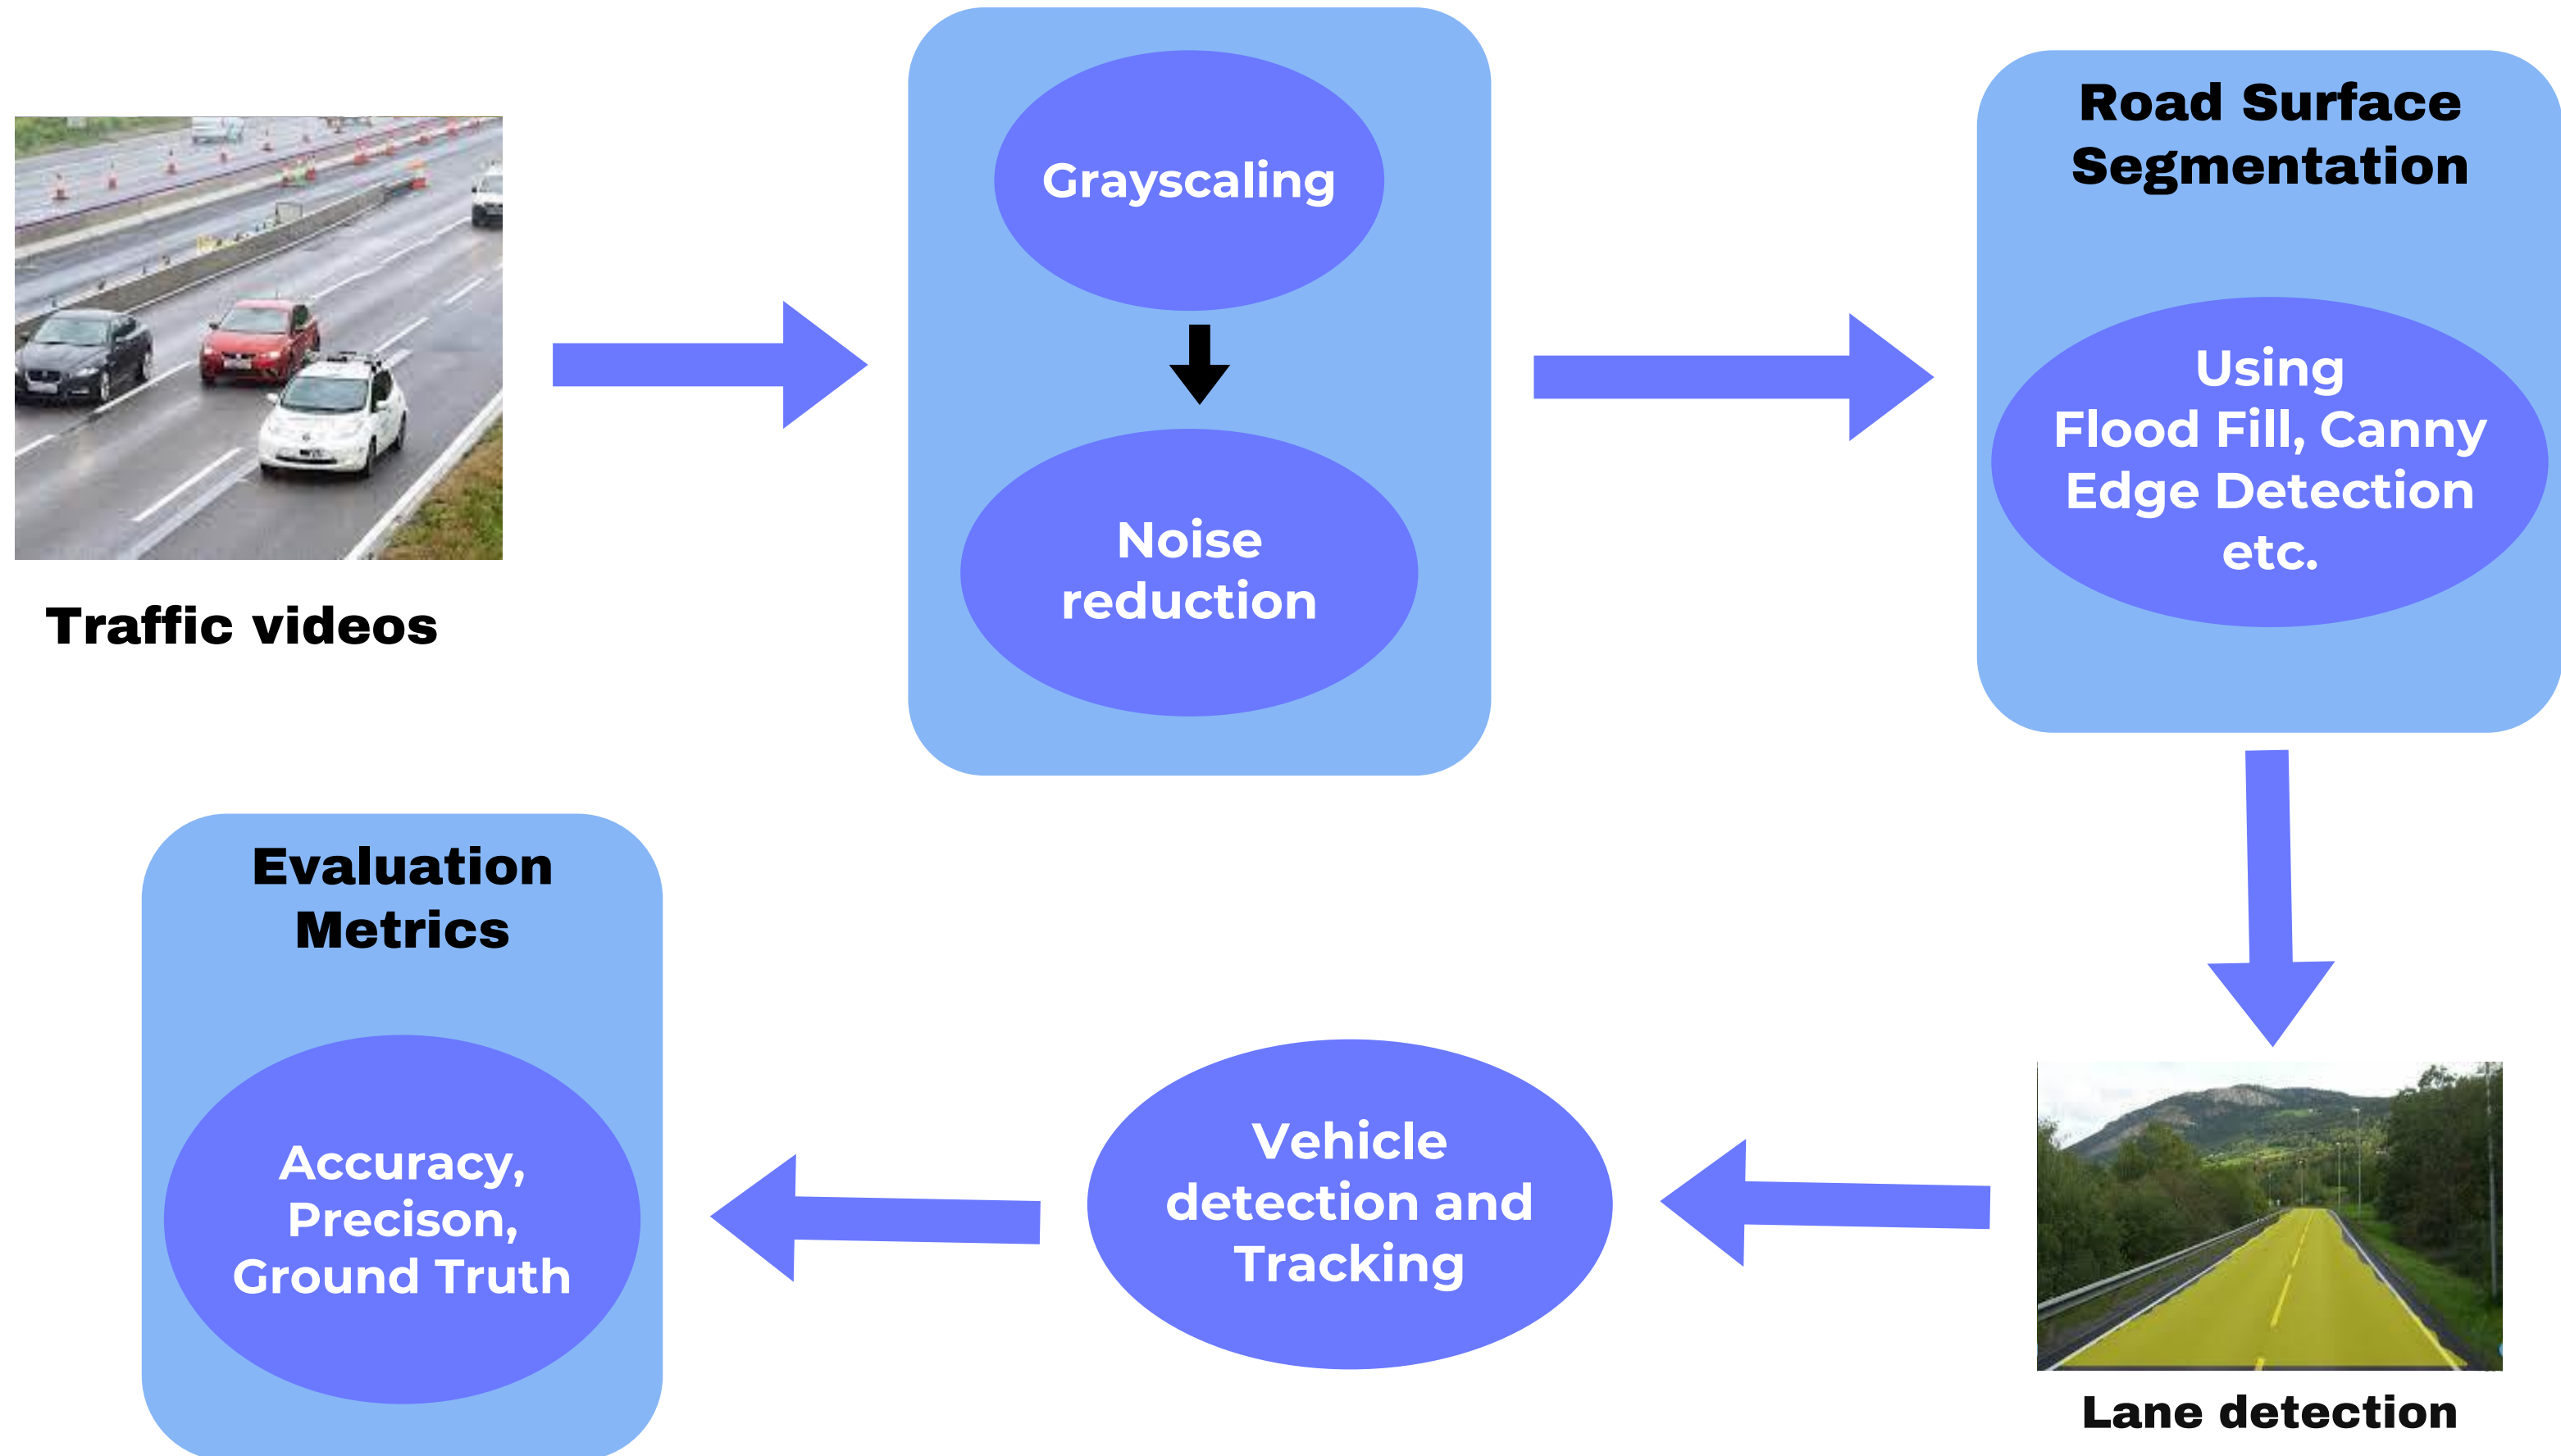 Grayscaling
Noise
reduction
Traffic videos
Road Surface
Segmentation
Using
Flood Fill, Canny
Edge Detection
etc.
Lane detection
Vehicle
detection and
Tracking
Evaluation
Metrics
Accuracy,
Precison,
Ground Truth